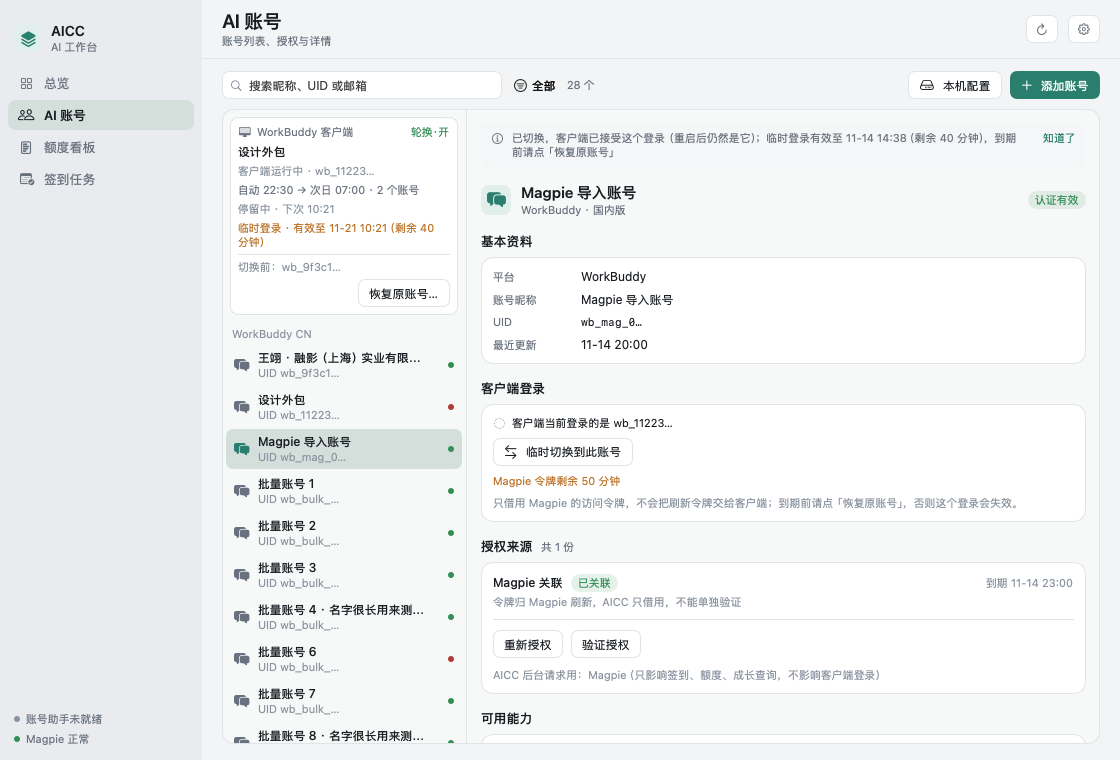 AICC
AI 工作台
总览
AI 账号
额度看板
签到任务
账号助手未就绪
Magpie 正常
AI 账号
账号列表、授权与详情
搜索昵称、UID 或邮箱
全部 28 个
本机配置
添加账号
WorkBuddy 客户端 轮换·开
设计外包
客户端运行中 · wb_11223…
自动 22:30 → 次日 07:00 · 2 个账号
停留中 · 下次 10:21
临时登录 · 有效至 11-21 10:21 (剩余 40
分钟)
切换前: wb_9f3c1…
恢复原账号…
WorkBuddy CN
王翊 · 融影（上海）实业有限…
UID wb_9f3c1…
设计外包
UID wb_11223…
Magpie 导入账号
UID wb_mag_0…
批量账号 1
UID wb_bulk_…
批量账号 2
UID wb_bulk_…
批量账号 3
UID wb_bulk_…
批量账号 4 · 名字很长用来测…
UID wb_bulk_…
批量账号 6
UID wb_bulk_…
批量账号 7
UID wb_bulk_…
批量账号 8 · 名字很长用来测…
已切换，客户端已接受这个登录 (重启后仍然是它)；临时登录有效至 11-14 14:38 (剩余 40 分钟)，到期
前请点「恢复原账号」
知道了
Magpie 导入账号
WorkBuddy · 国内版
认证有效
基本资料
平台 WorkBuddy
账号昵称 Magpie 导入账号
UID wb_mag_0…
最近更新 11-14 20:00
客户端登录
客户端当前登录的是 wb_11223…
临时切换到此账号
Magpie 令牌剩余 50 分钟
只借用 Magpie 的访问令牌，不会把刷新令牌交给客户端；到期前请点「恢复原账号」，否则这个登录会失效。
授权来源 共 1 份
Magpie 关联 已关联 到期 11-14 23:00
令牌归 Magpie 刷新，AICC 只借用，不能单独验证
重新授权 验证授权
AICC 后台请求用：Magpie (只影响签到、额度、成长查询，不影响客户端登录)
可用能力